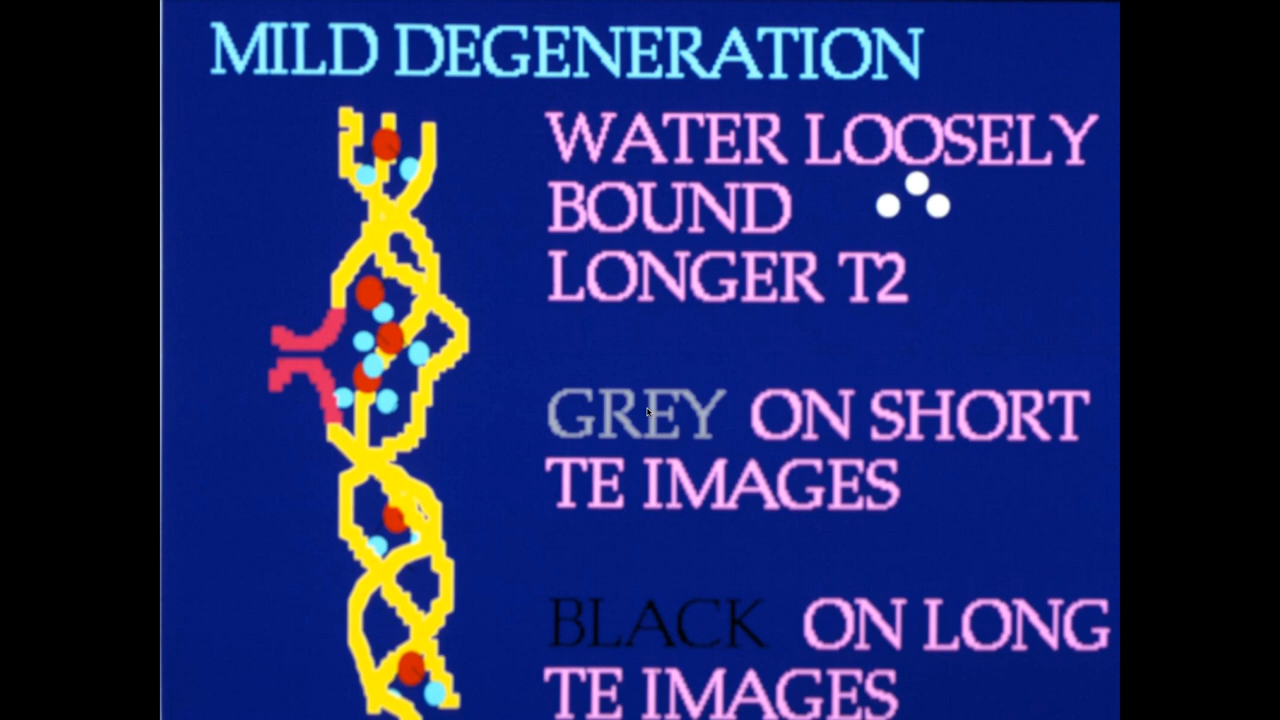 MILD DEGENERATION
WATER LOOSELY
BOUND
LONGER T2
GREY ON SHORT
TE IMAGES
BLACK ON LONG
TE IMAGES